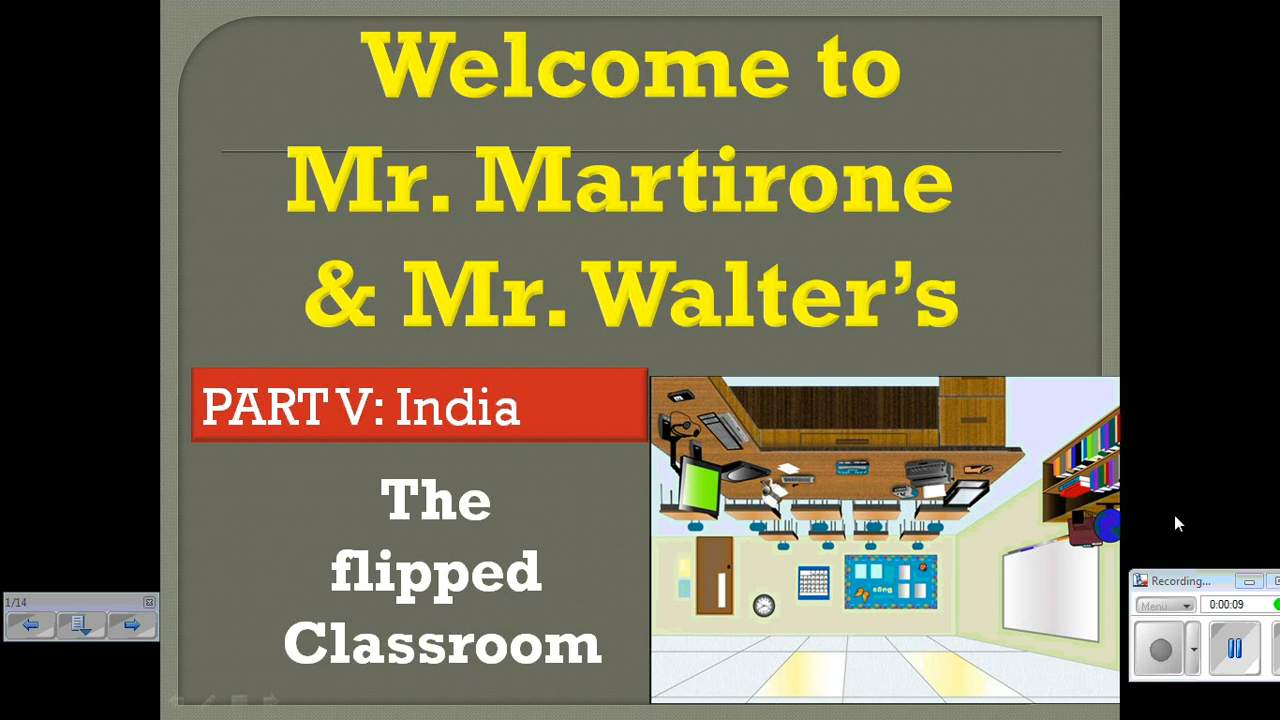 Welcome to
Mr. Martirone
& Mr. Walter’s
PART V: India
The
flipped
Classroom
1/14
Recording...
Menu
0:00:09